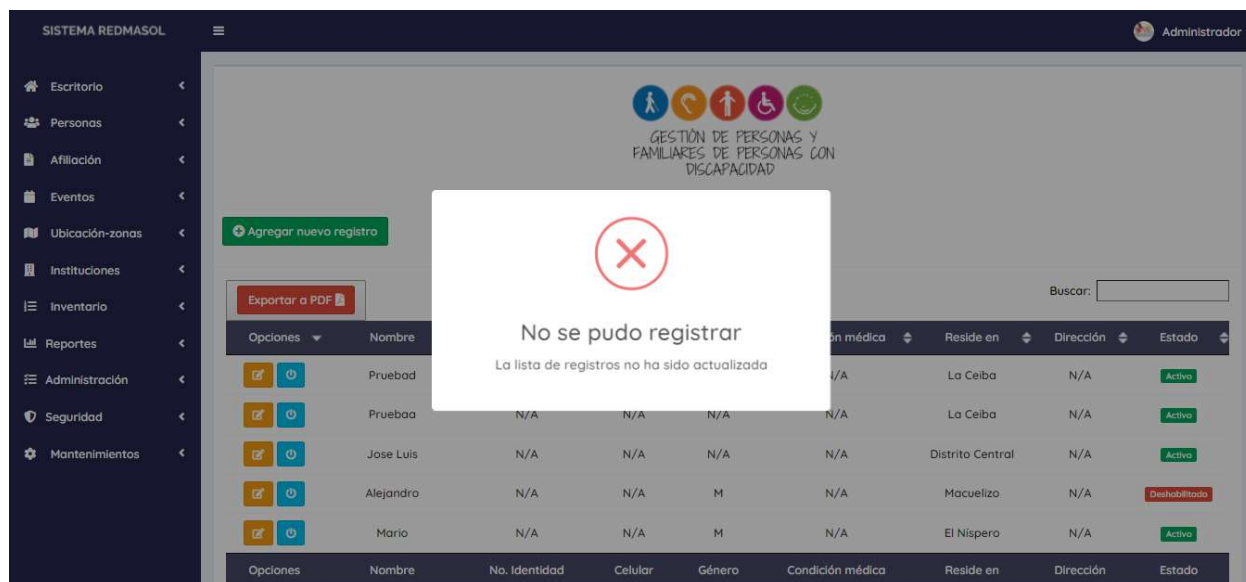 SISTEMA REDMASOL
Administrador
Escritorio
Personas
Afiliación
Eventos
Ubicación-zonas
Instituciones
Inventario
Reportes
Administración
Seguridad
Mantenimientos
GESTIÓN DE PERSONAS Y
FAMILIARES DE PERSONAS CON
DISCAPACIDAD
Agregar nuevo registro
Exportar a PDF
Buscar:
No se pudo registrar
La lista de registros no ha sido actualizada
Opciones Nombre ón médica Reside en Dirección Estado
Pruebad N/A La Ceiba N/A Activo
Pruebaa N/A N/A N/A N/A La Ceiba N/A Activo
Jose Luis N/A N/A N/A N/A Distrito Central N/A Activo
Alejandro N/A N/A M N/A Macuelizo N/A Deshabilitado
Mario N/A N/A M N/A El Níspero N/A Activo
Opciones Nombre No. Identidad Celular Género Condición médica Reside en Dirección Estado